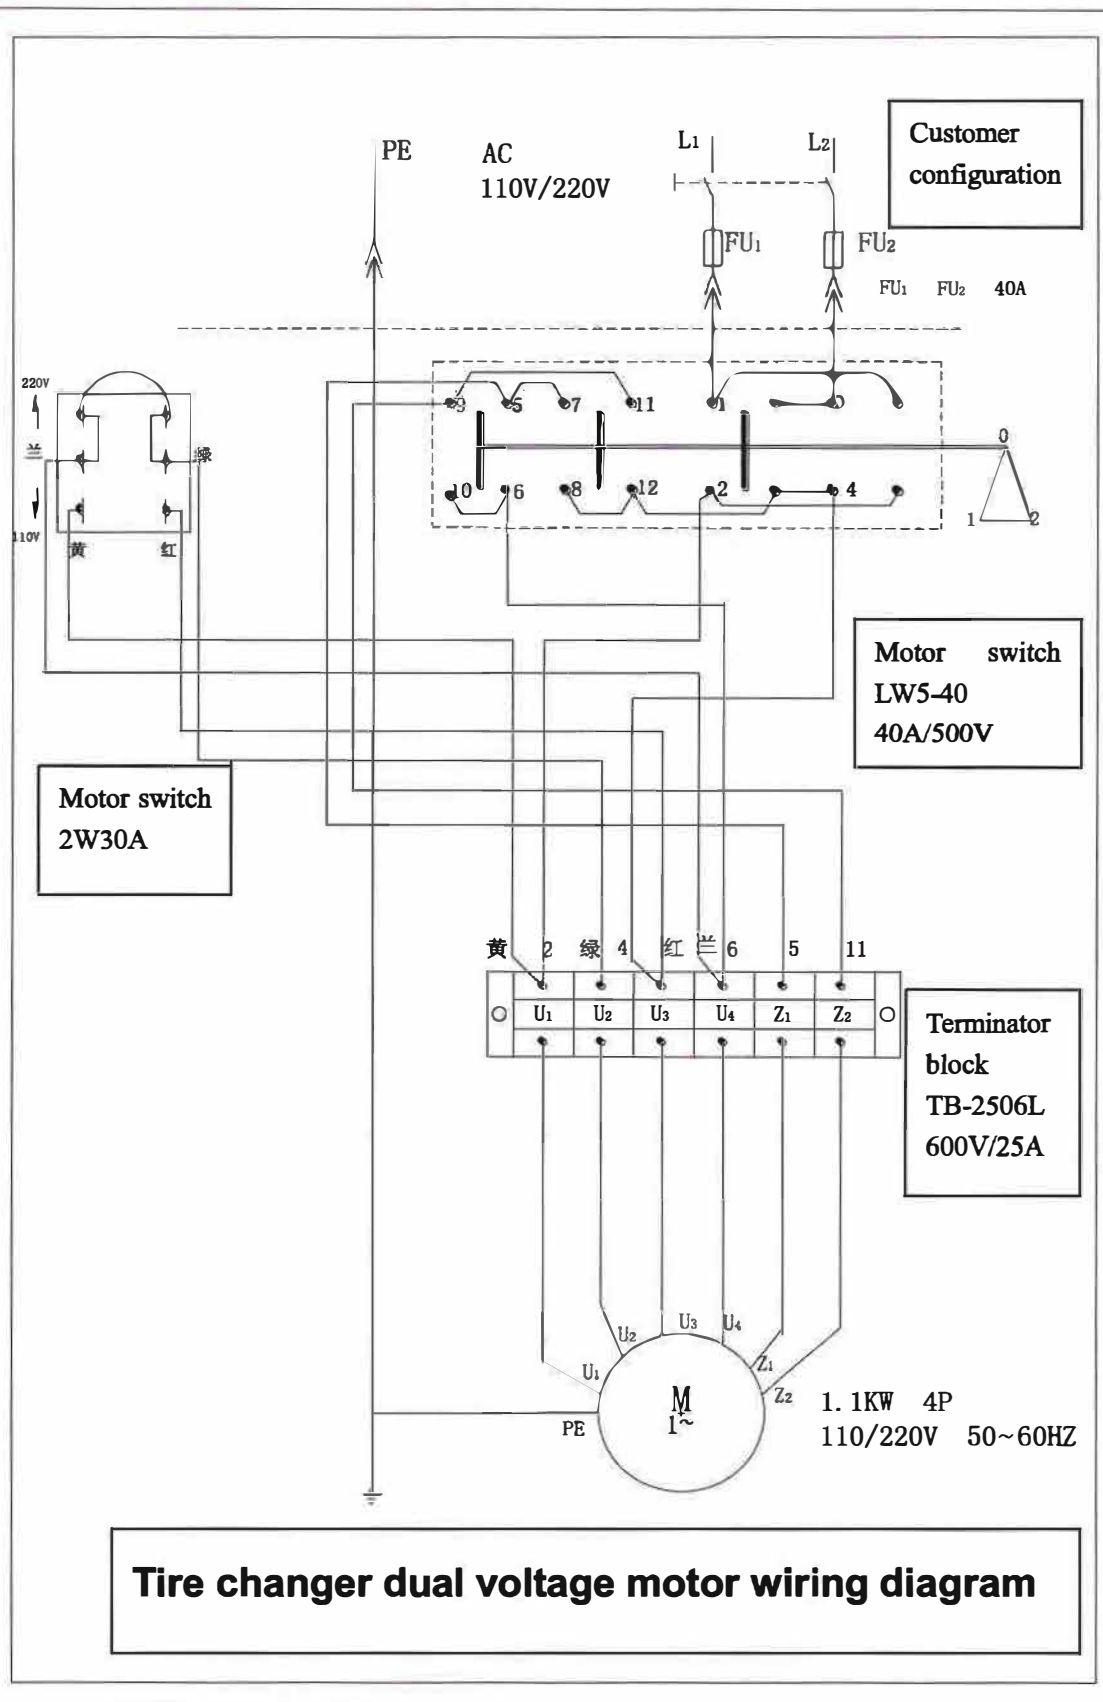 PE
AC
110V/220V
L1
L2
Customer
configuration
FU1
FU2
FU1 FU2 40A
220V
兰
110V
绿
黄 红
9 5 7 11 1
10 6 8 12 2 4
0
1 2
Motor switch
LW5-40
40A/500V
Motor switch
2W30A
黄 2 绿 4 红 兰 6 5 11
U1 U2 U3 U4 Z1 Z2
Terminator
block
TB-2506L
600V/25A
U1 U2 U3 U4 Z1 Z2
PE
M
1~
1.1KW 4P
110/220V 50~60HZ
Tire changer dual voltage motor wiring diagram